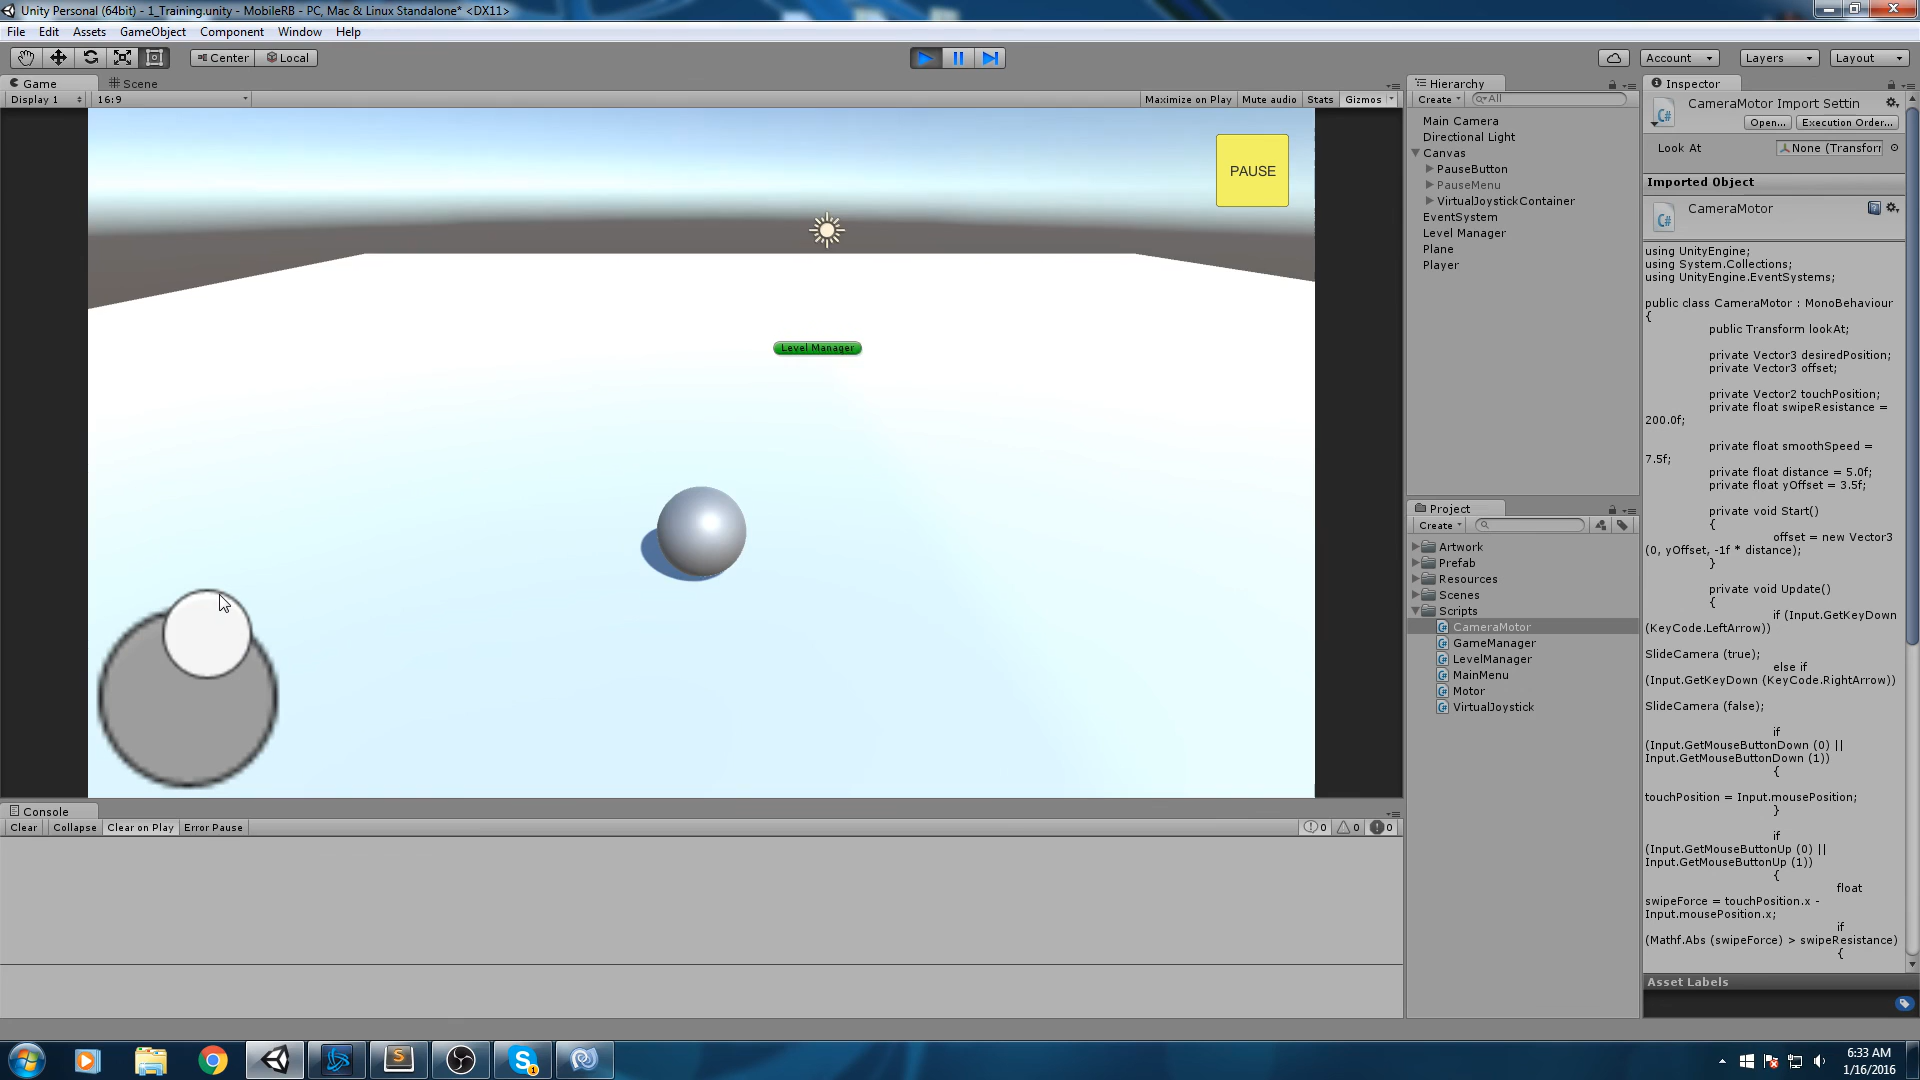 Unity Personal (64bit) - 1_Training.unity - MobileRB - PC, Mac & Linux Standalone* <DX11>
File Edit Assets GameObject Component Window Help
Center Local
Account Layers Layout
Game Scene
Display 1 16:9
Maximize on Play Mute audio Stats Gizmos
PAUSE
Level Manager
Hierarchy
Create All
Main Camera
Directional Light
Canvas
PauseButton
PauseMenu
VirtualJoystickContainer
EventSystem
Level Manager
Plane
Player
Project
Create
Artwork
Prefab
Resources
Scenes
Scripts
CameraMotor
GameManager
LevelManager
MainMenu
Motor
VirtualJoystick
Inspector
CameraMotor Import Settin
Open... Execution Order...
Look At None (Transforr
Imported Object
CameraMotor
using UnityEngine;
using System.Collections;
using UnityEngine.EventSystems;
public class CameraMotor : MonoBehaviour
{
public Transform lookAt;
private Vector3 desiredPosition;
private Vector3 offset;
private Vector2 touchPosition;
private float swipeResistance =
200.0f;
private float smoothSpeed =
7.5f;
private float distance = 5.0f;
private float yOffset = 3.5f;
private void Start()
{
offset = new Vector3
(0, yOffset, -1f * distance);
}
private void Update()
{
if (Input.GetKeyDown
(KeyCode.LeftArrow))
SlideCamera (true);
else if
(Input.GetKeyDown (KeyCode.RightArrow))
SlideCamera (false);
if
(Input.GetMouseButtonDown (0) ||
Input.GetMouseButtonDown (1))
{
touchPosition = Input.mousePosition;
}
if
(Input.GetMouseButtonUp (0) ||
Input.GetMouseButtonUp (1))
{
float
swipeForce = touchPosition.x -
Input.mousePosition.x;
if
(Mathf.Abs (swipeForce) > swipeResistance)
{
Asset Labels
Console
Clear Collapse Clear on Play Error Pause
0 0 0
6:33 AM
1/16/2016